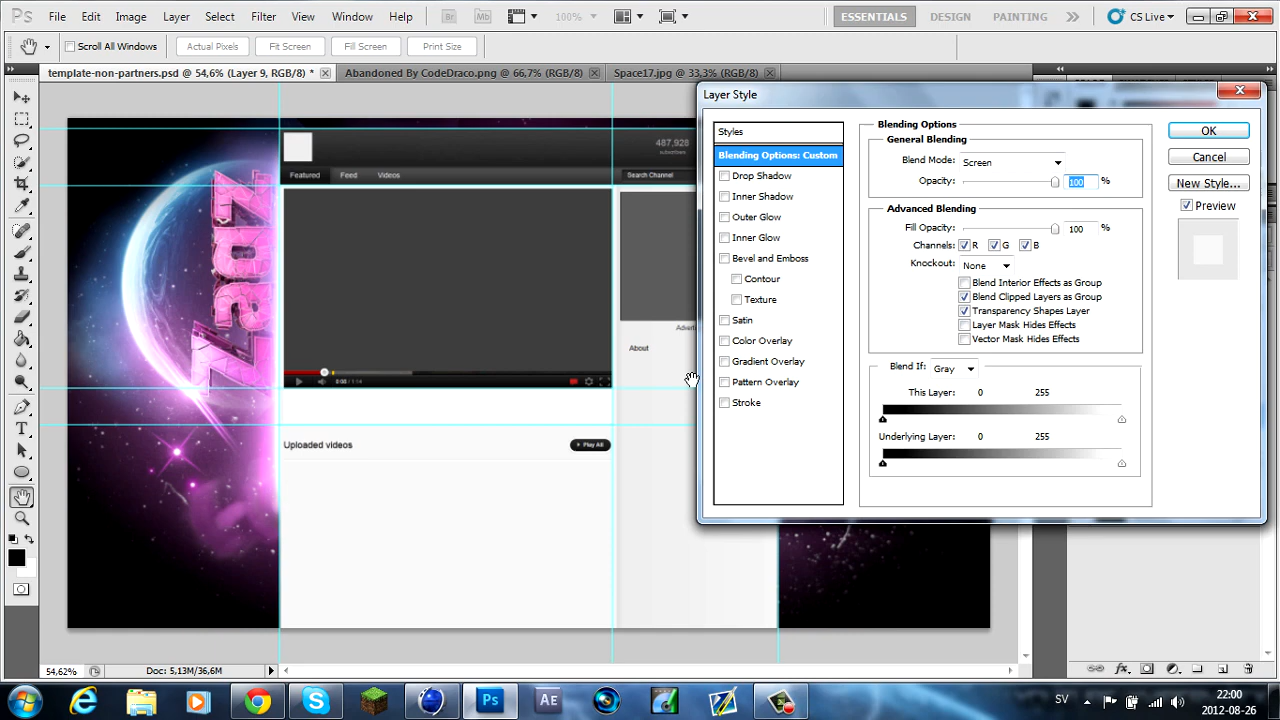 Ps File Edit Image Layer Select Filter View Window Help Br Mb 100% ESSENTIALS DESIGN PAINTING CS Live
Scroll All Windows Actual Pixels Fit Screen Fill Screen Print Size
template-non-partners.psd @ 54,6% (Layer 9, RGB/8) * Abandoned By CodeDraco.png @ 66,7% (RGB/8) Space17.jpg @ 33,3% (RGB/8)
Layer Style
Styles
Blending Options: Custom
Drop Shadow
Inner Shadow
Outer Glow
Inner Glow
Bevel and Emboss
Contour
Texture
Satin
Color Overlay
Gradient Overlay
Pattern Overlay
Stroke
Blending Options
General Blending
Blend Mode: Screen
Opacity: 100 %
Advanced Blending
Fill Opacity: 100 %
Channels: R G B
Knockout: None
Blend Interior Effects as Group
Blend Clipped Layers as Group
Transparency Shapes Layer
Layer Mask Hides Effects
Vector Mask Hides Effects
Blend If: Gray
This Layer: 0 255
Underlying Layer: 0 255
OK
Cancel
New Style...
Preview
487,928
subscribers
Featured Feed Videos Search Channel
About
0:03 / 1:14
Uploaded videos Play All
54,62% Doc: 5,13M/36,6M
Ps AE SV 22:00
2012-08-26